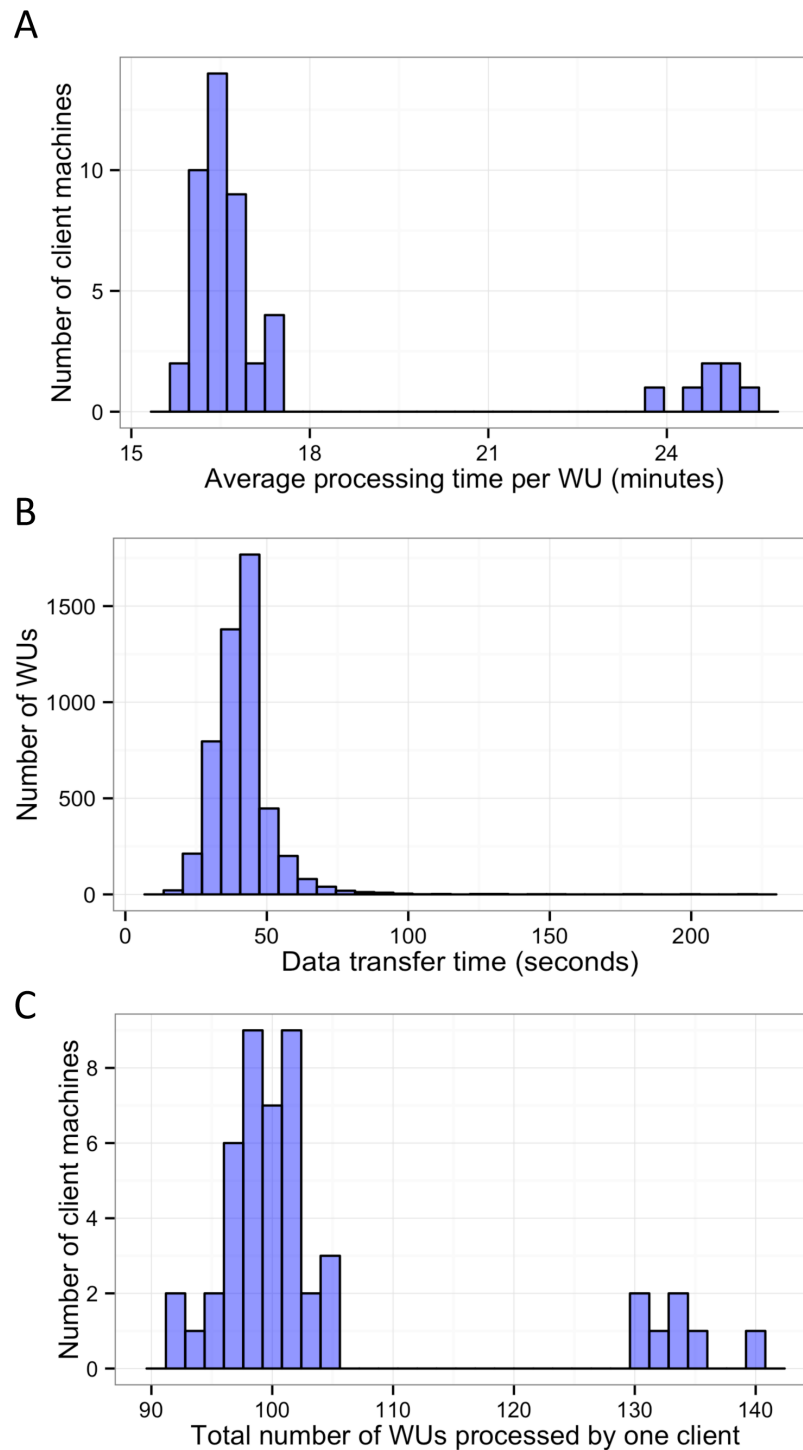 A
Number of client machines
10
5
0
15 18 21 24
Average processing time per WU (minutes)
B
Number of WUs
1500
1000
500
0
0 50 100 150 200
Data transfer time (seconds)
C
Number of client machines
8
6
4
2
0
90 100 110 120 130 140
Total number of WUs processed by one client